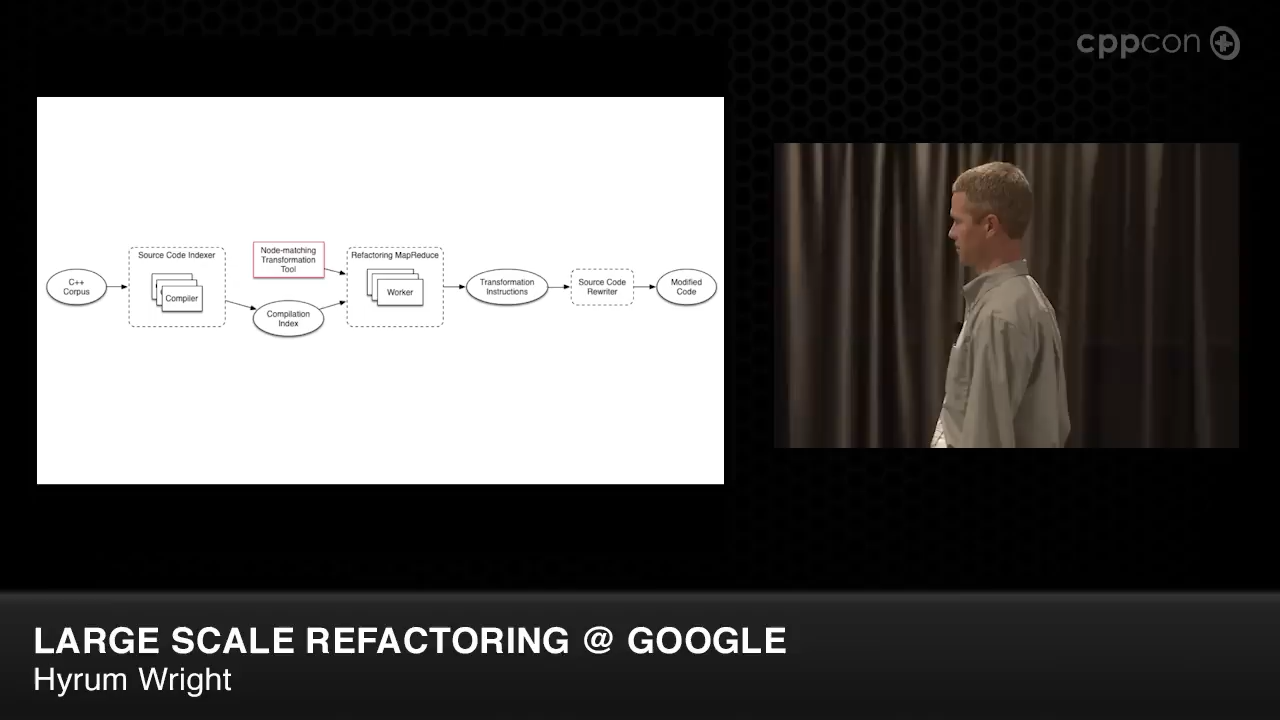 cppcon
Source Code Indexer
Compiler
C++
Corpus
Node-matching
Transformation
Tool
Compilation
Index
Refactoring MapReduce
Worker
Transformation
Instructions
Source Code
Rewriter
Modified
Code
LARGE SCALE REFACTORING @ GOOGLE
Hyrum Wright